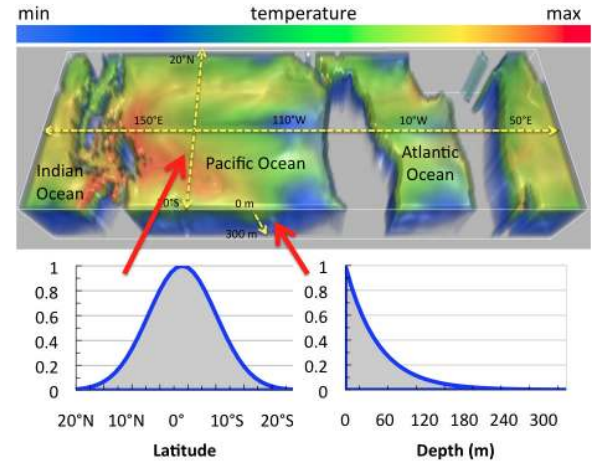 min temperature max
20°N
150°E 110°W 10°W 50°E
Indian Ocean
Pacific Ocean
Atlantic Ocean
20°S
0 m
300 m
1
0.8
0.6
0.4
0.2
0
20°N 10°N 0° 10°S 20°S
Latitude
1
0.8
0.6
0.4
0.2
0
0 60 120 180 240 300
Depth (m)